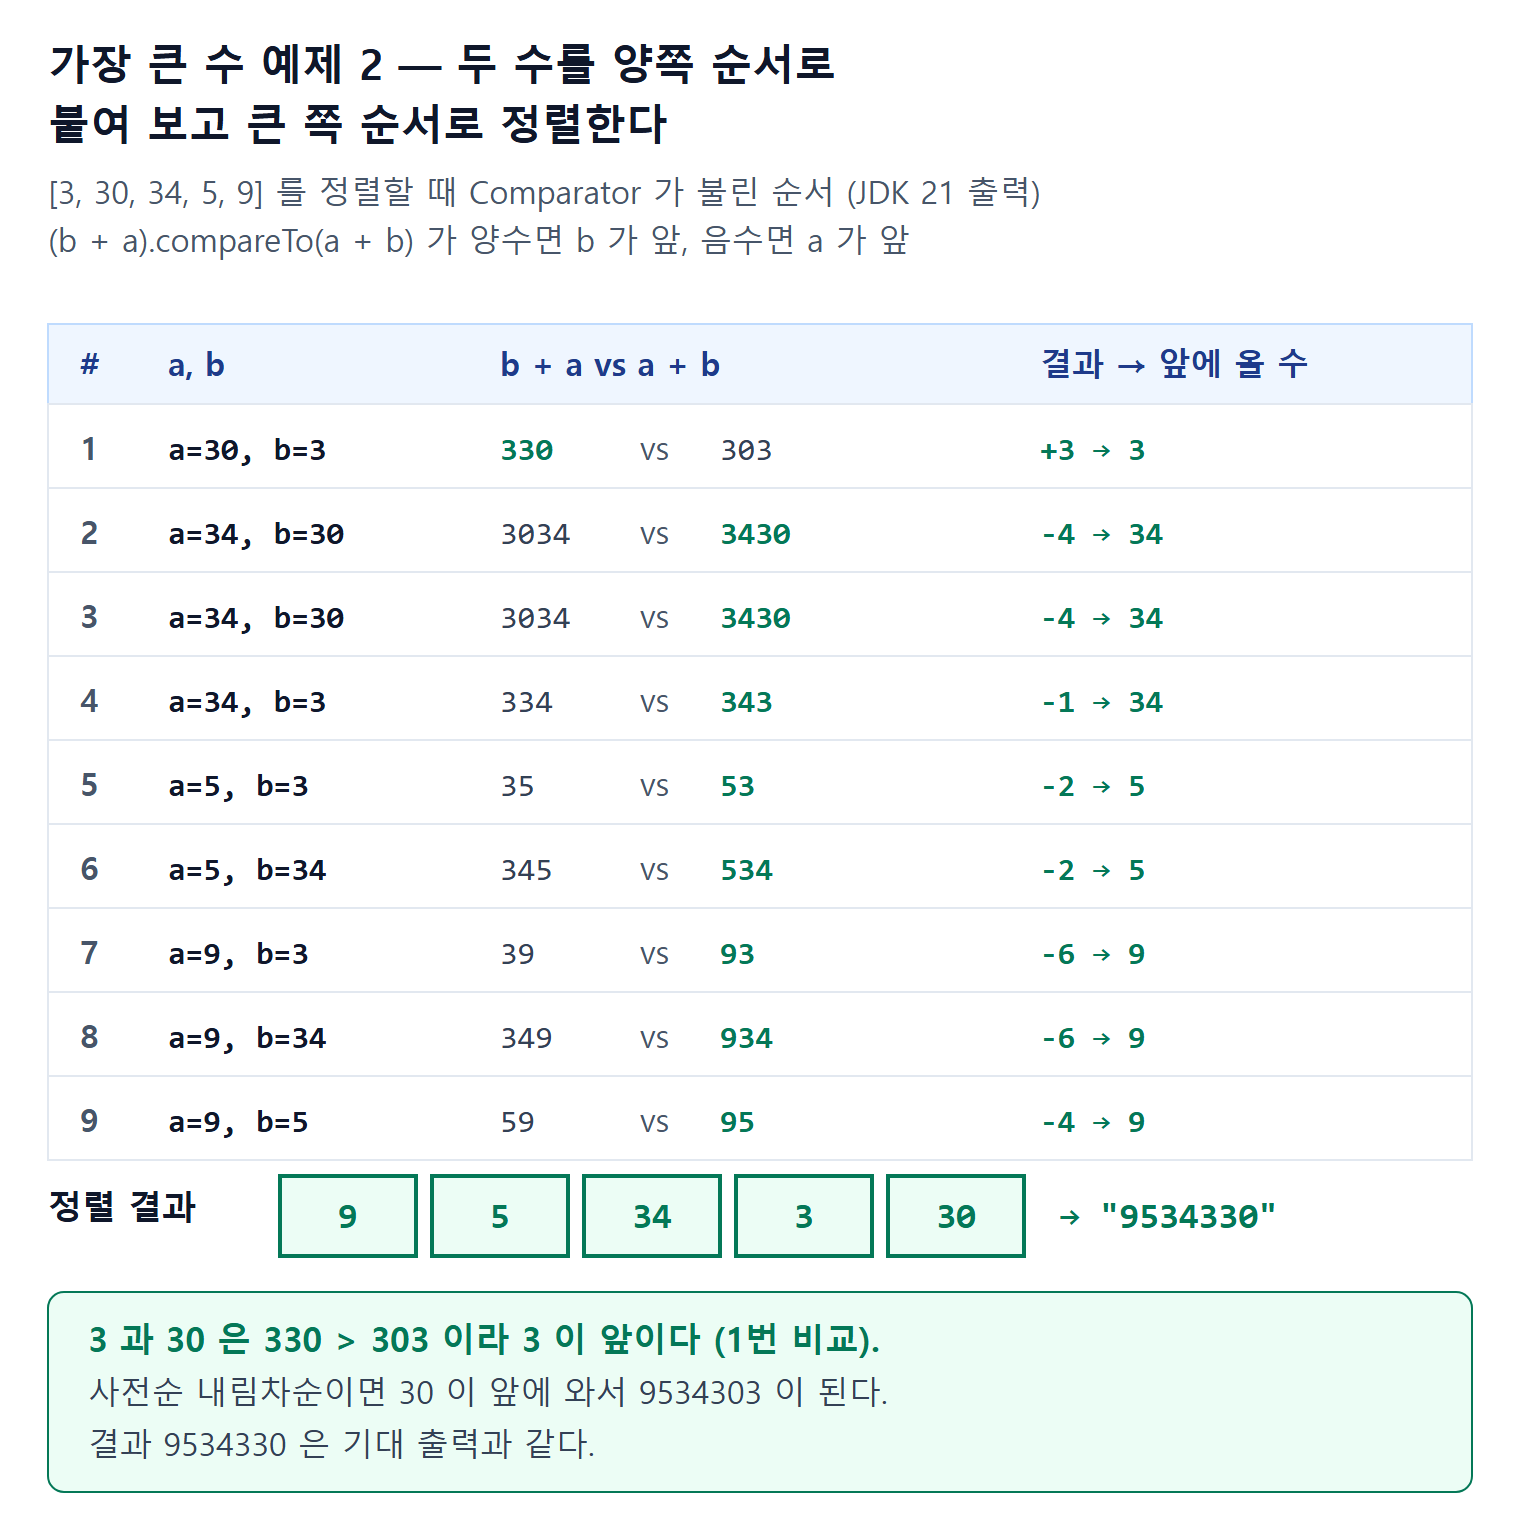 가장 큰 수 예제 2 — 두 수를 양쪽 순서로
붙여 보고 큰 쪽 순서로 정렬한다
[3, 30, 34, 5, 9] 를 정렬할 때 Comparator 가 불린 순서 (JDK 21 출력)
(b + a).compareTo(a + b) 가 양수면 b 가 앞, 음수면 a 가 앞
# a, b b + a vs a + b 결과 → 앞에 올 수
1 a=30, b=3 330 vs 303 +3 → 3
2 a=34, b=30 3034 vs 3430 -4 → 34
3 a=34, b=30 3034 vs 3430 -4 → 34
4 a=34, b=3 334 vs 343 -1 → 34
5 a=5, b=3 35 vs 53 -2 → 5
6 a=5, b=34 345 vs 534 -2 → 5
7 a=9, b=3 39 vs 93 -6 → 9
8 a=9, b=34 349 vs 934 -6 → 9
9 a=9, b=5 59 vs 95 -4 → 9
정렬 결과 9 5 34 3 30 → "9534330"
3 과 30 은 330 > 303 이라 3 이 앞이다 (1번 비교).
사전순 내림차순이면 30 이 앞에 와서 9534303 이 된다.
결과 9534330 은 기대 출력과 같다.